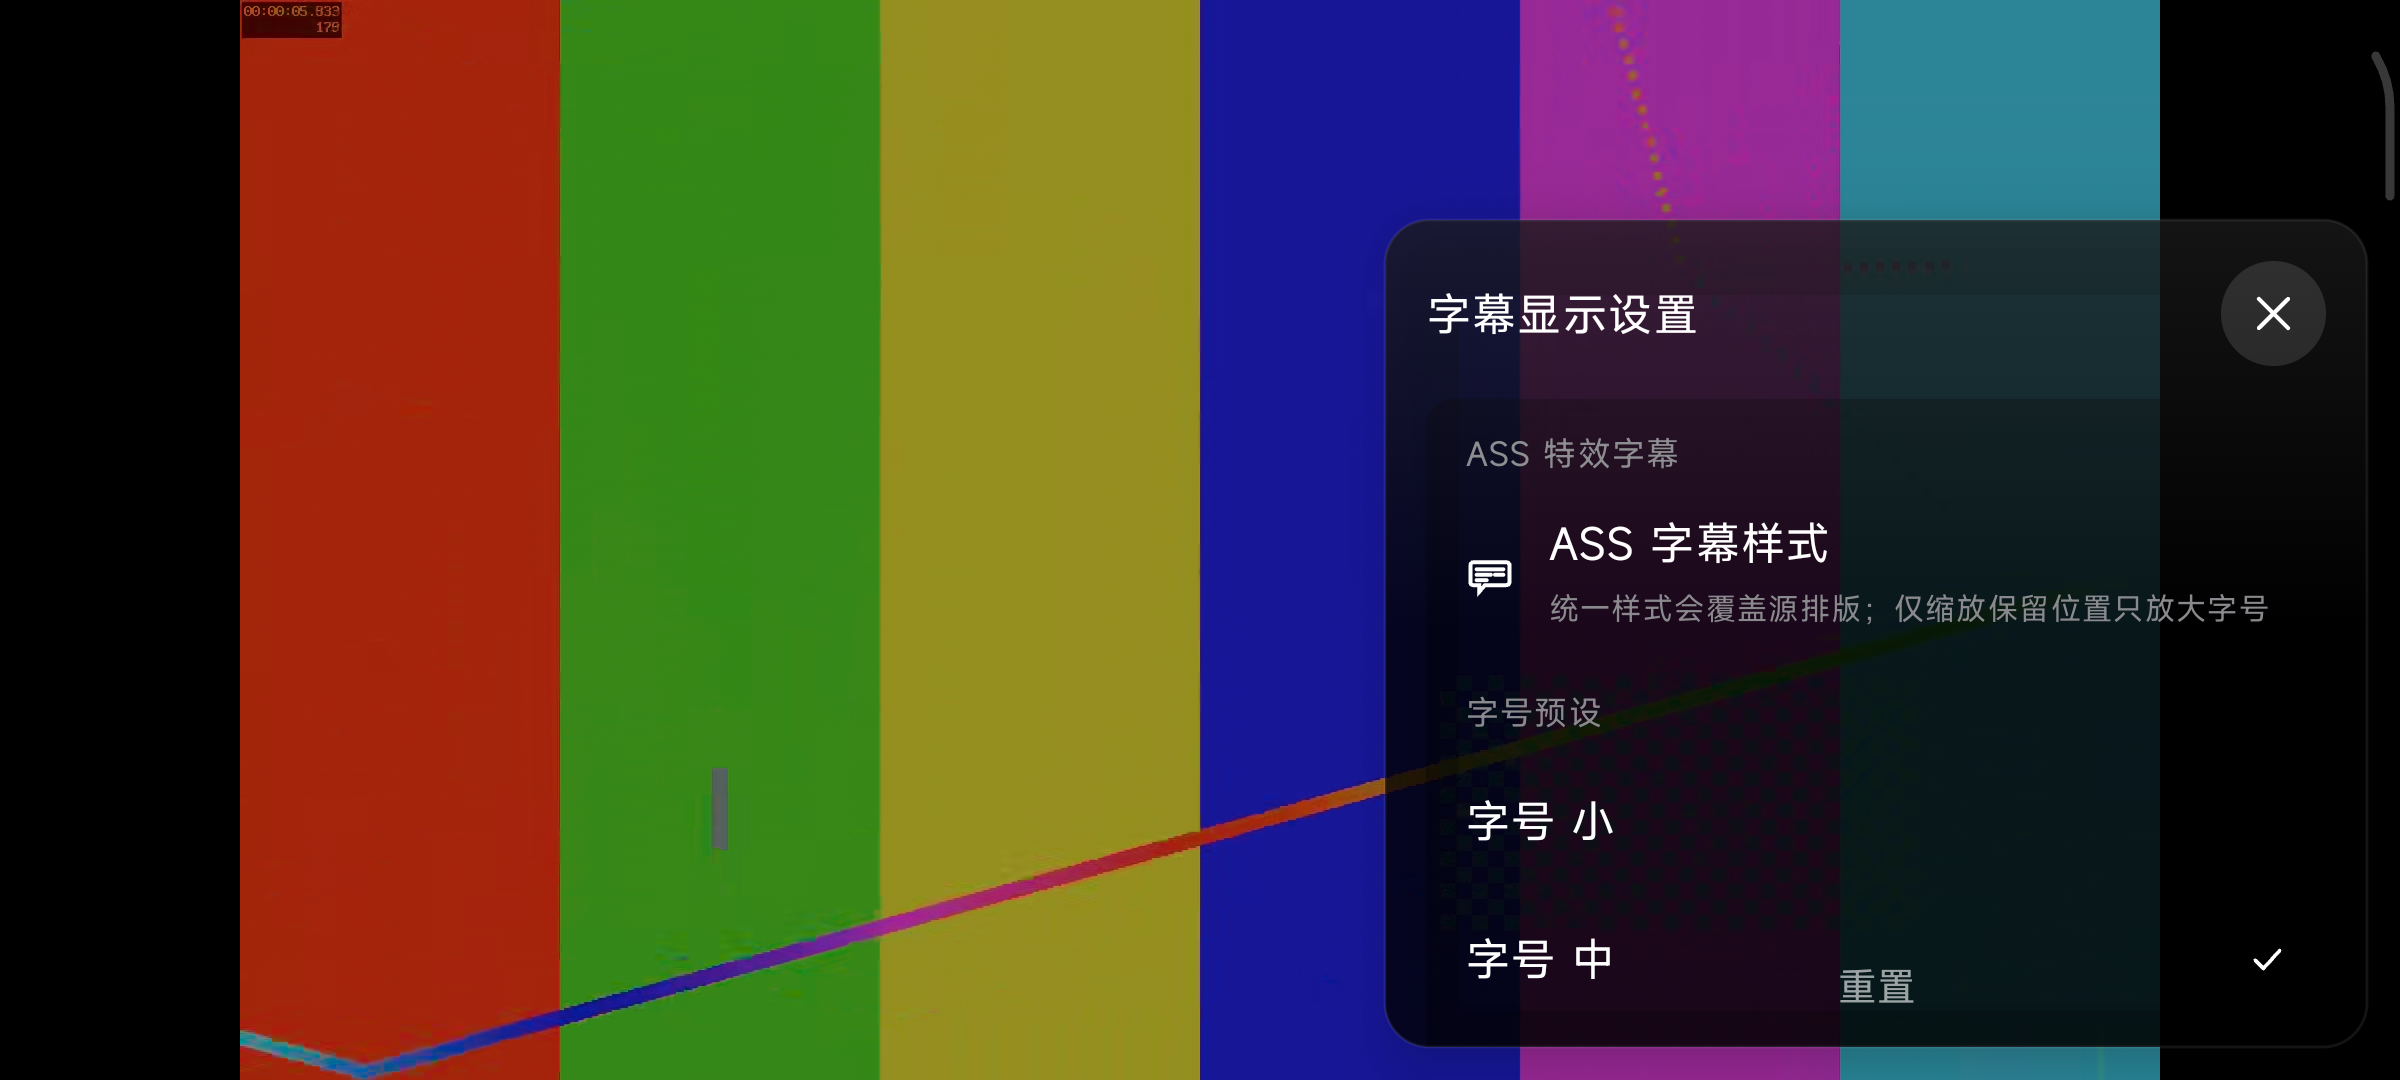 00:00:05.933
179
字幕显示设置
ASS 特效字幕
ASS 字幕样式
统一样式会覆盖源排版；仅缩放保留位置只放大字号
字号预设
字号 小
字号 中
重置